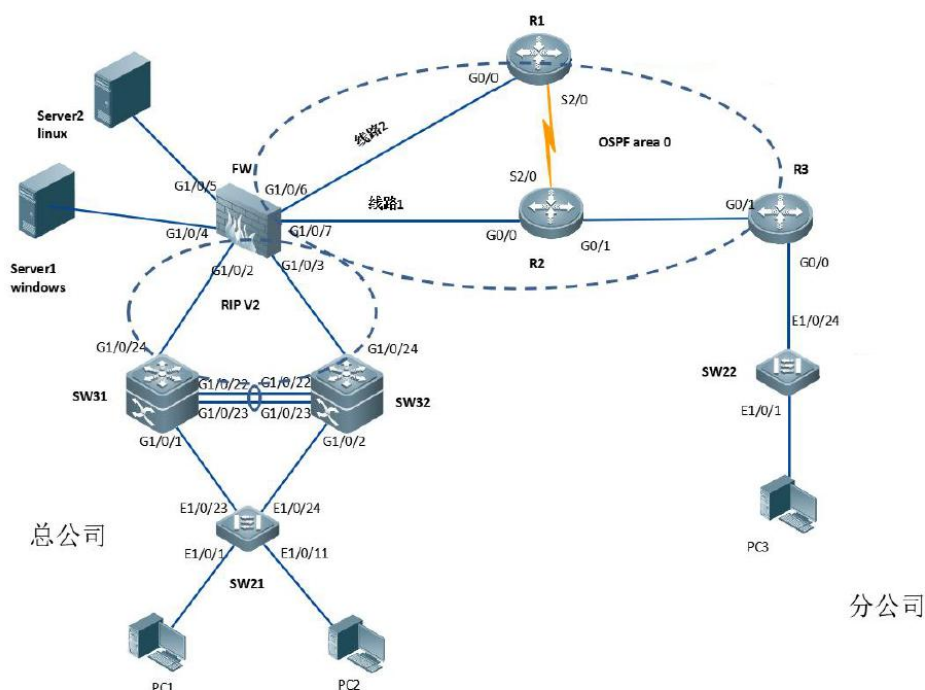 R1
G0/0
S2/0
Server2
linux
线路2
OSPF area 0
FW
G1/0/5
G1/0/6
S2/0
R3
线路1
G0/1
G1/0/4
G1/0/7
G0/0
G0/1
Server1
windows
G1/0/2
G1/0/3
R2
G0/0
RIP V2
E1/0/24
G1/0/24
G1/0/24
SW22
G1/0/22
G1/0/22
SW31
SW32
G1/0/23
G1/0/23
E1/0/1
G1/0/1
G1/0/2
E1/0/23
E1/0/24
总公司
PC3
E1/0/1
E1/0/11
SW21
分公司
PC1
PC2